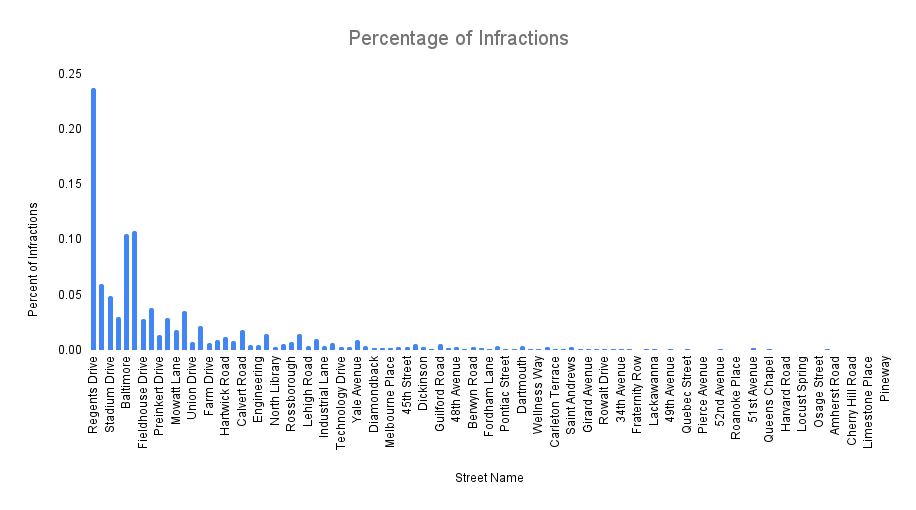 Percentage of Infractions
0.25
0.20
0.15
0.10
0.05
0.00
Percent of Infractions
Regents Drive
Stadium Drive
Baltimore
Fieldhouse Drive
Preinkert Drive
Mowatt Lane
Union Drive
Farm Drive
Hartwick Road
Calvert Road
Engineering
North Library
Rossborough
Lehigh Road
Industrial Lane
Technology Drive
Yale Avenue
Diamondback
Melbourne Place
45th Street
Dickinson
Guilford Road
48th Avenue
Berwyn Road
Fordham Lane
Pontiac Street
Dartmouth
Wellness Way
Carleton Terrace
Saint Andrews
Girard Avenue
Rowalt Drive
34th Avenue
Fraternity Row
Lackawanna
49th Avenue
Quebec Street
Pierce Avenue
52nd Avenue
Roanoke Place
51st Avenue
Queens Chapel
Harvard Road
Locust Spring
Osage Street
Amherst Road
Cherry Hill Road
Limestone Place
Pineway
Street Name